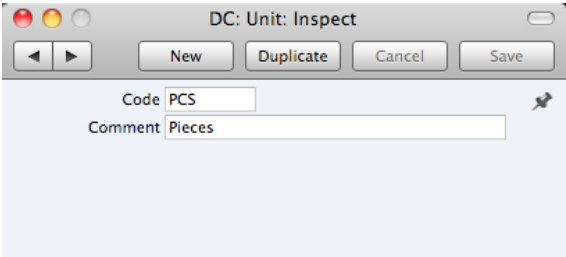 DC: Unit: Inspect
New Duplicate Cancel Save
Code PCS
Comment Pieces